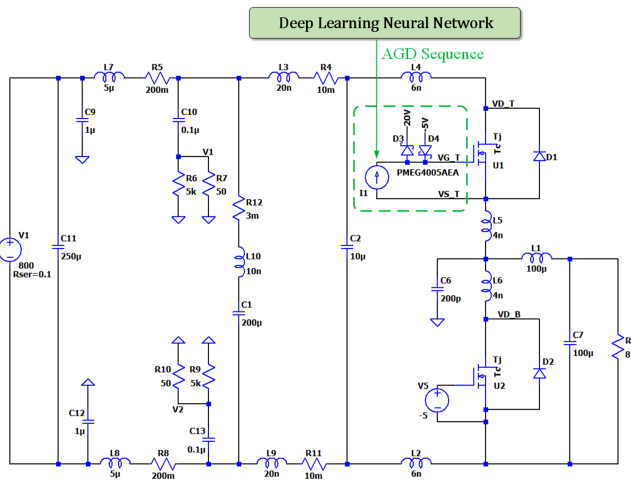 Deep Learning Neural Network
AGD Sequence
L7
5µ
R5
200m
L3
20n
R4
10m
L4
6n
C9
1µ
C10
0.1µ
V1
R6
5k
R7
50
20V
-5V
D3
D4
VG_T
PMEG4005AEA
I1
VS_T
VD_T
Tj
Tc
U1
D1
V1
800
Rser=0.1
C11
250µ
R12
3m
L10
10n
C1
200µ
C2
10µ
L5
4n
L1
100µ
C6
200p
L6
4n
VD_B
C7
100µ
R
8
R10
50
R9
5k
V2
C12
1µ
C13
0.1µ
V5
-5
Tj
Tc
U2
D2
L8
5µ
R8
200m
L9
20n
R11
10m
L2
6n